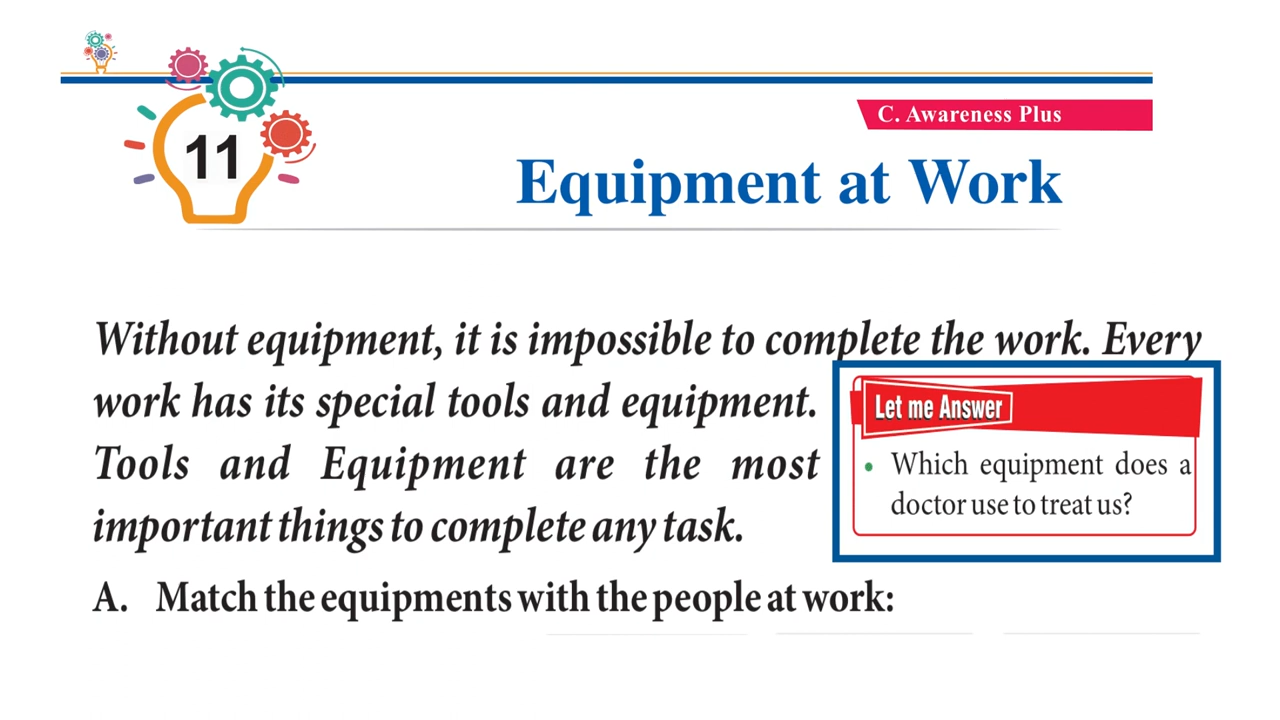 C. Awareness Plus
11
Equipment at Work
Without equipment, it is impossible to complete the work. Every
work has its special tools and equipment.
Tools and Equipment are the most
important things to complete any task.
Let me Answer
• Which equipment does a
doctor use to treat us?
A. Match the equipments with the people at work: